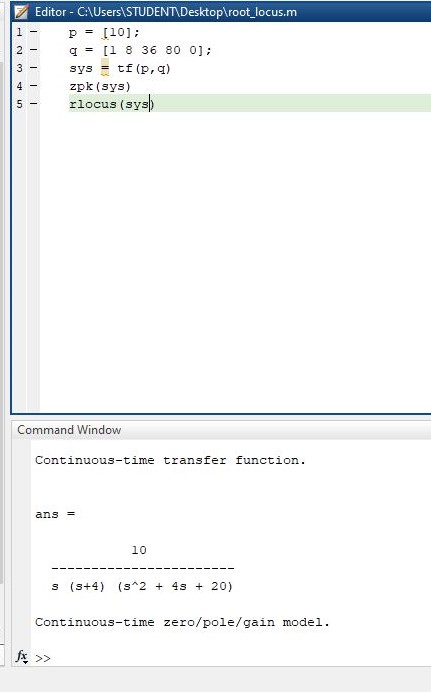 Editor - C:\Users\STUDENT\Desktop\root_locus.m
1 - p = [10];
2 - q = [1 8 36 80 0];
3 - sys = tf(p,q)
4 - zpk(sys)
5 - rlocus(sys)
Command Window
Continuous-time transfer function.
ans =
10
-----------------------
s (s+4) (s^2 + 4s + 20)
Continuous-time zero/pole/gain model.
fx >>